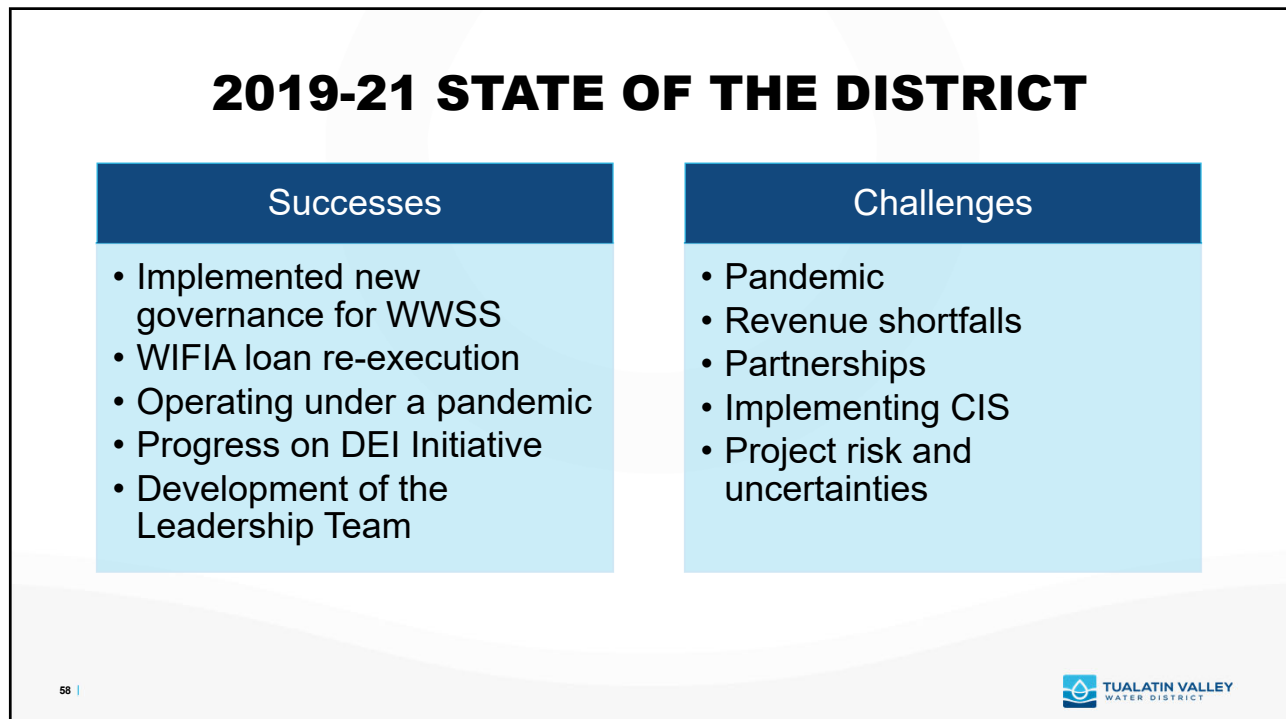 2019-21 STATE OF THE DISTRICT
Successes
• Implemented new
governance for WWSS
• WIFIA loan re-execution
• Operating under a pandemic
• Progress on DEI Initiative
• Development of the
Leadership Team
Challenges
• Pandemic
• Revenue shortfalls
• Partnerships
• Implementing CIS
• Project risk and
uncertainties
58 |
TUALATIN VALLEY
WATER DISTRICT